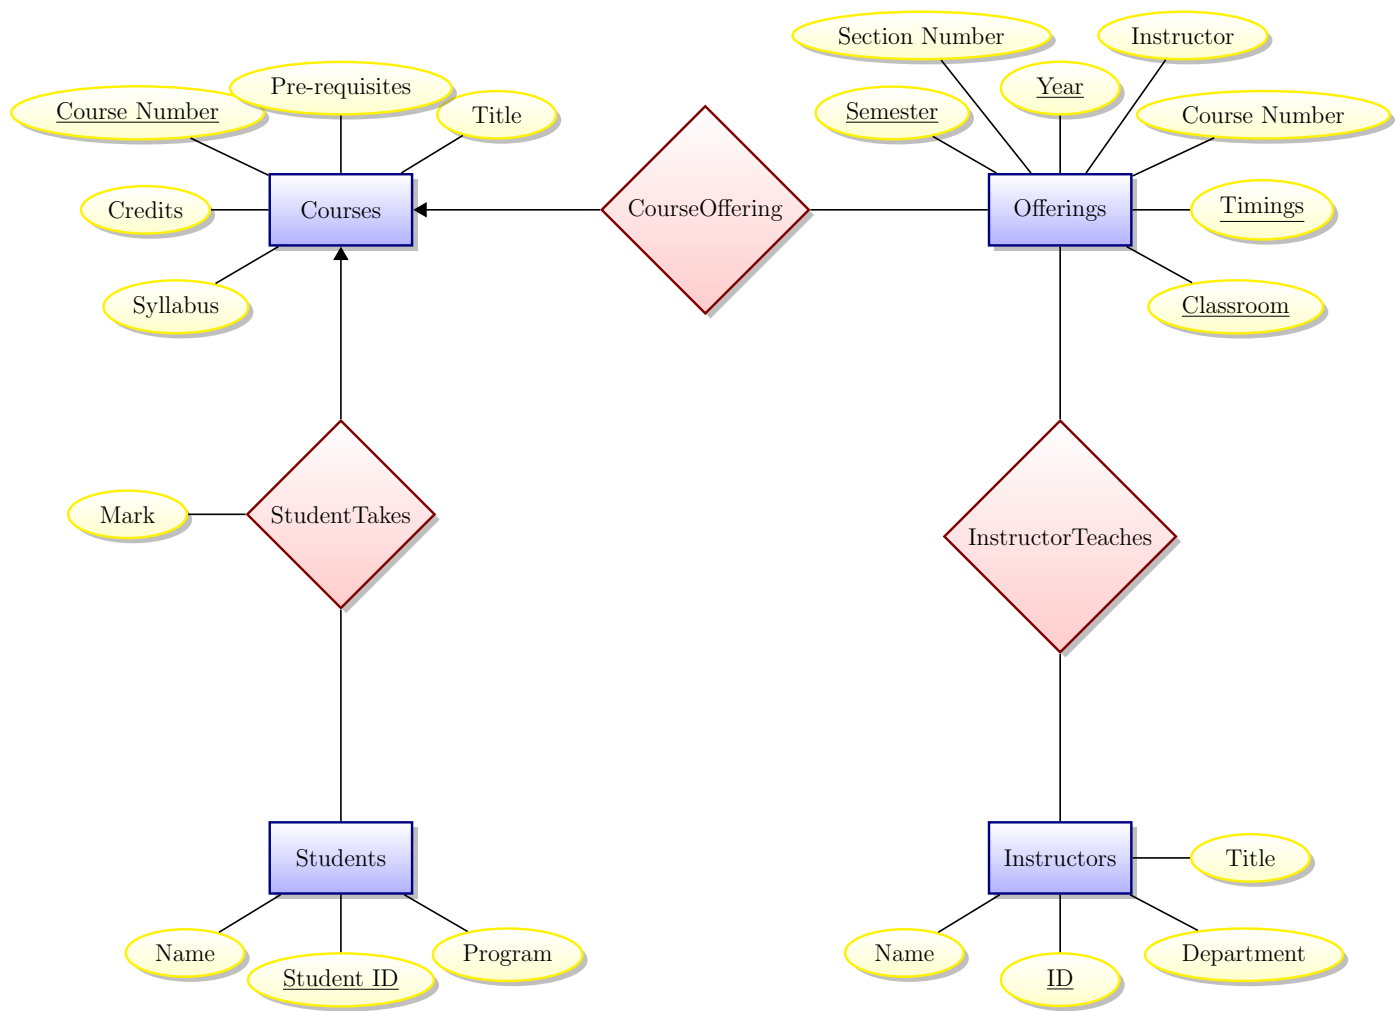 Section Number
Instructor
Pre-requisites
Year
Course Number
Title
Semester
Course Number
Credits
Courses
CourseOffering
Offerings
Timings
Syllabus
Classroom
Mark
StudentTakes
InstructorTeaches
Students
Instructors
Title
Name
Program
Name
Department
Student ID
ID